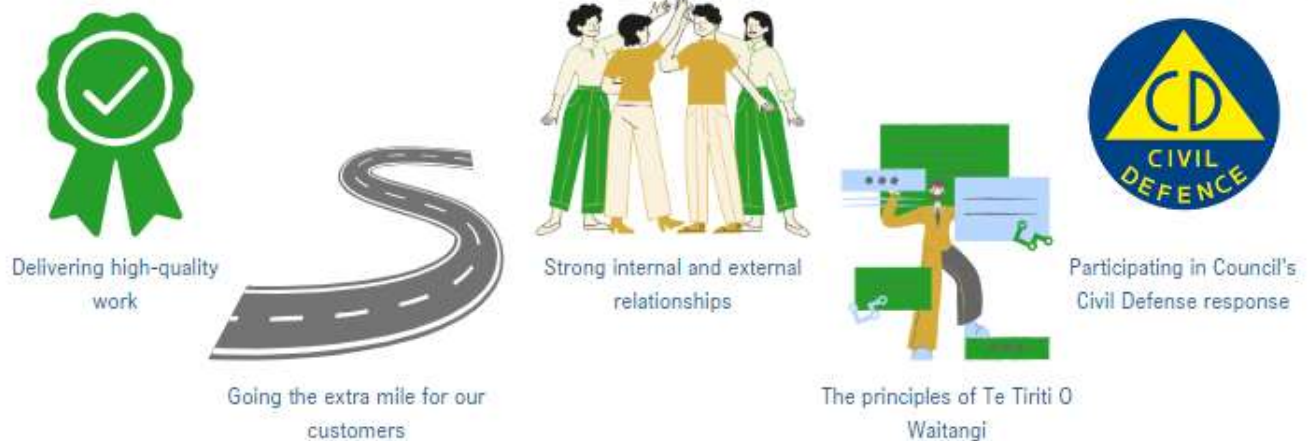 Delivering high-quality
work
Going the extra mile for our
customers
Strong internal and external
relationships
The principles of Te Tiriti O
Waitangi
CD
CIVIL
DEFENCE
Participating in Council's
Civil Defense response